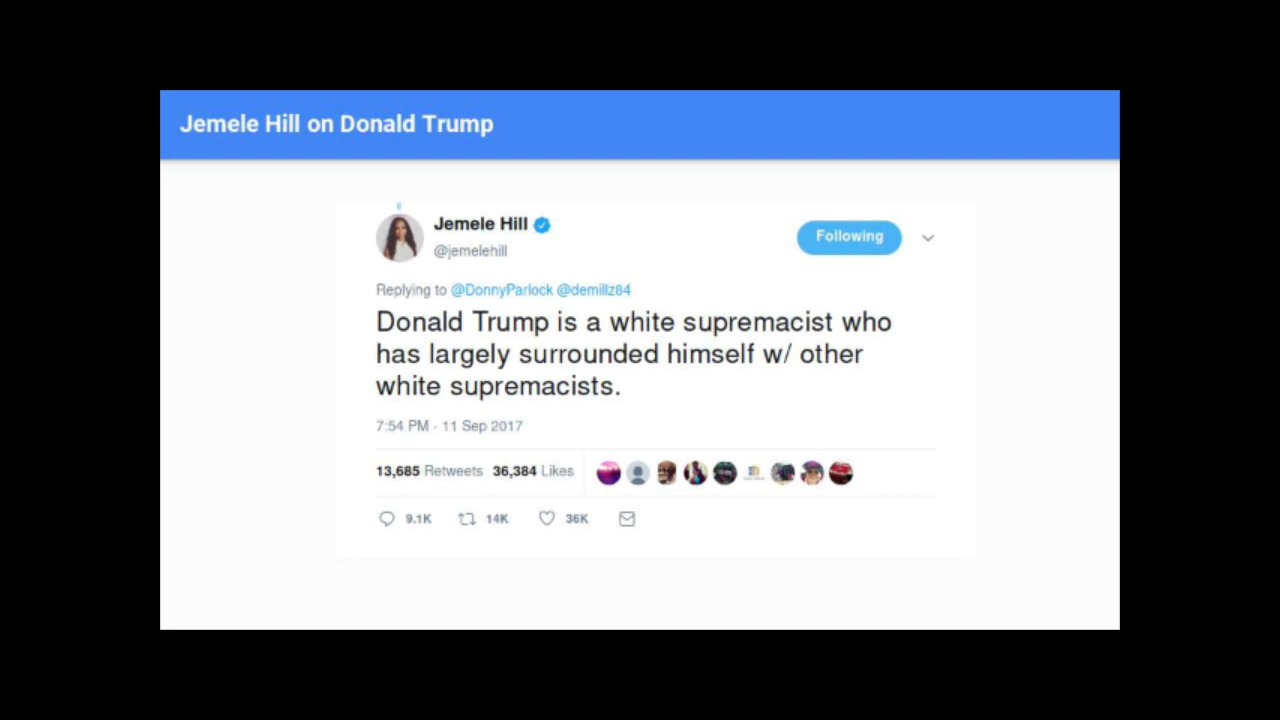 Jemele Hill on Donald Trump
Jemele Hill
@jemelehill
Following
Replying to @DonnyParlock @demillz84
Donald Trump is a white supremacist who
has largely surrounded himself w/ other
white supremacists.
7:54 PM - 11 Sep 2017
13,685 Retweets 36,384 Likes
9.1K 14K 36K